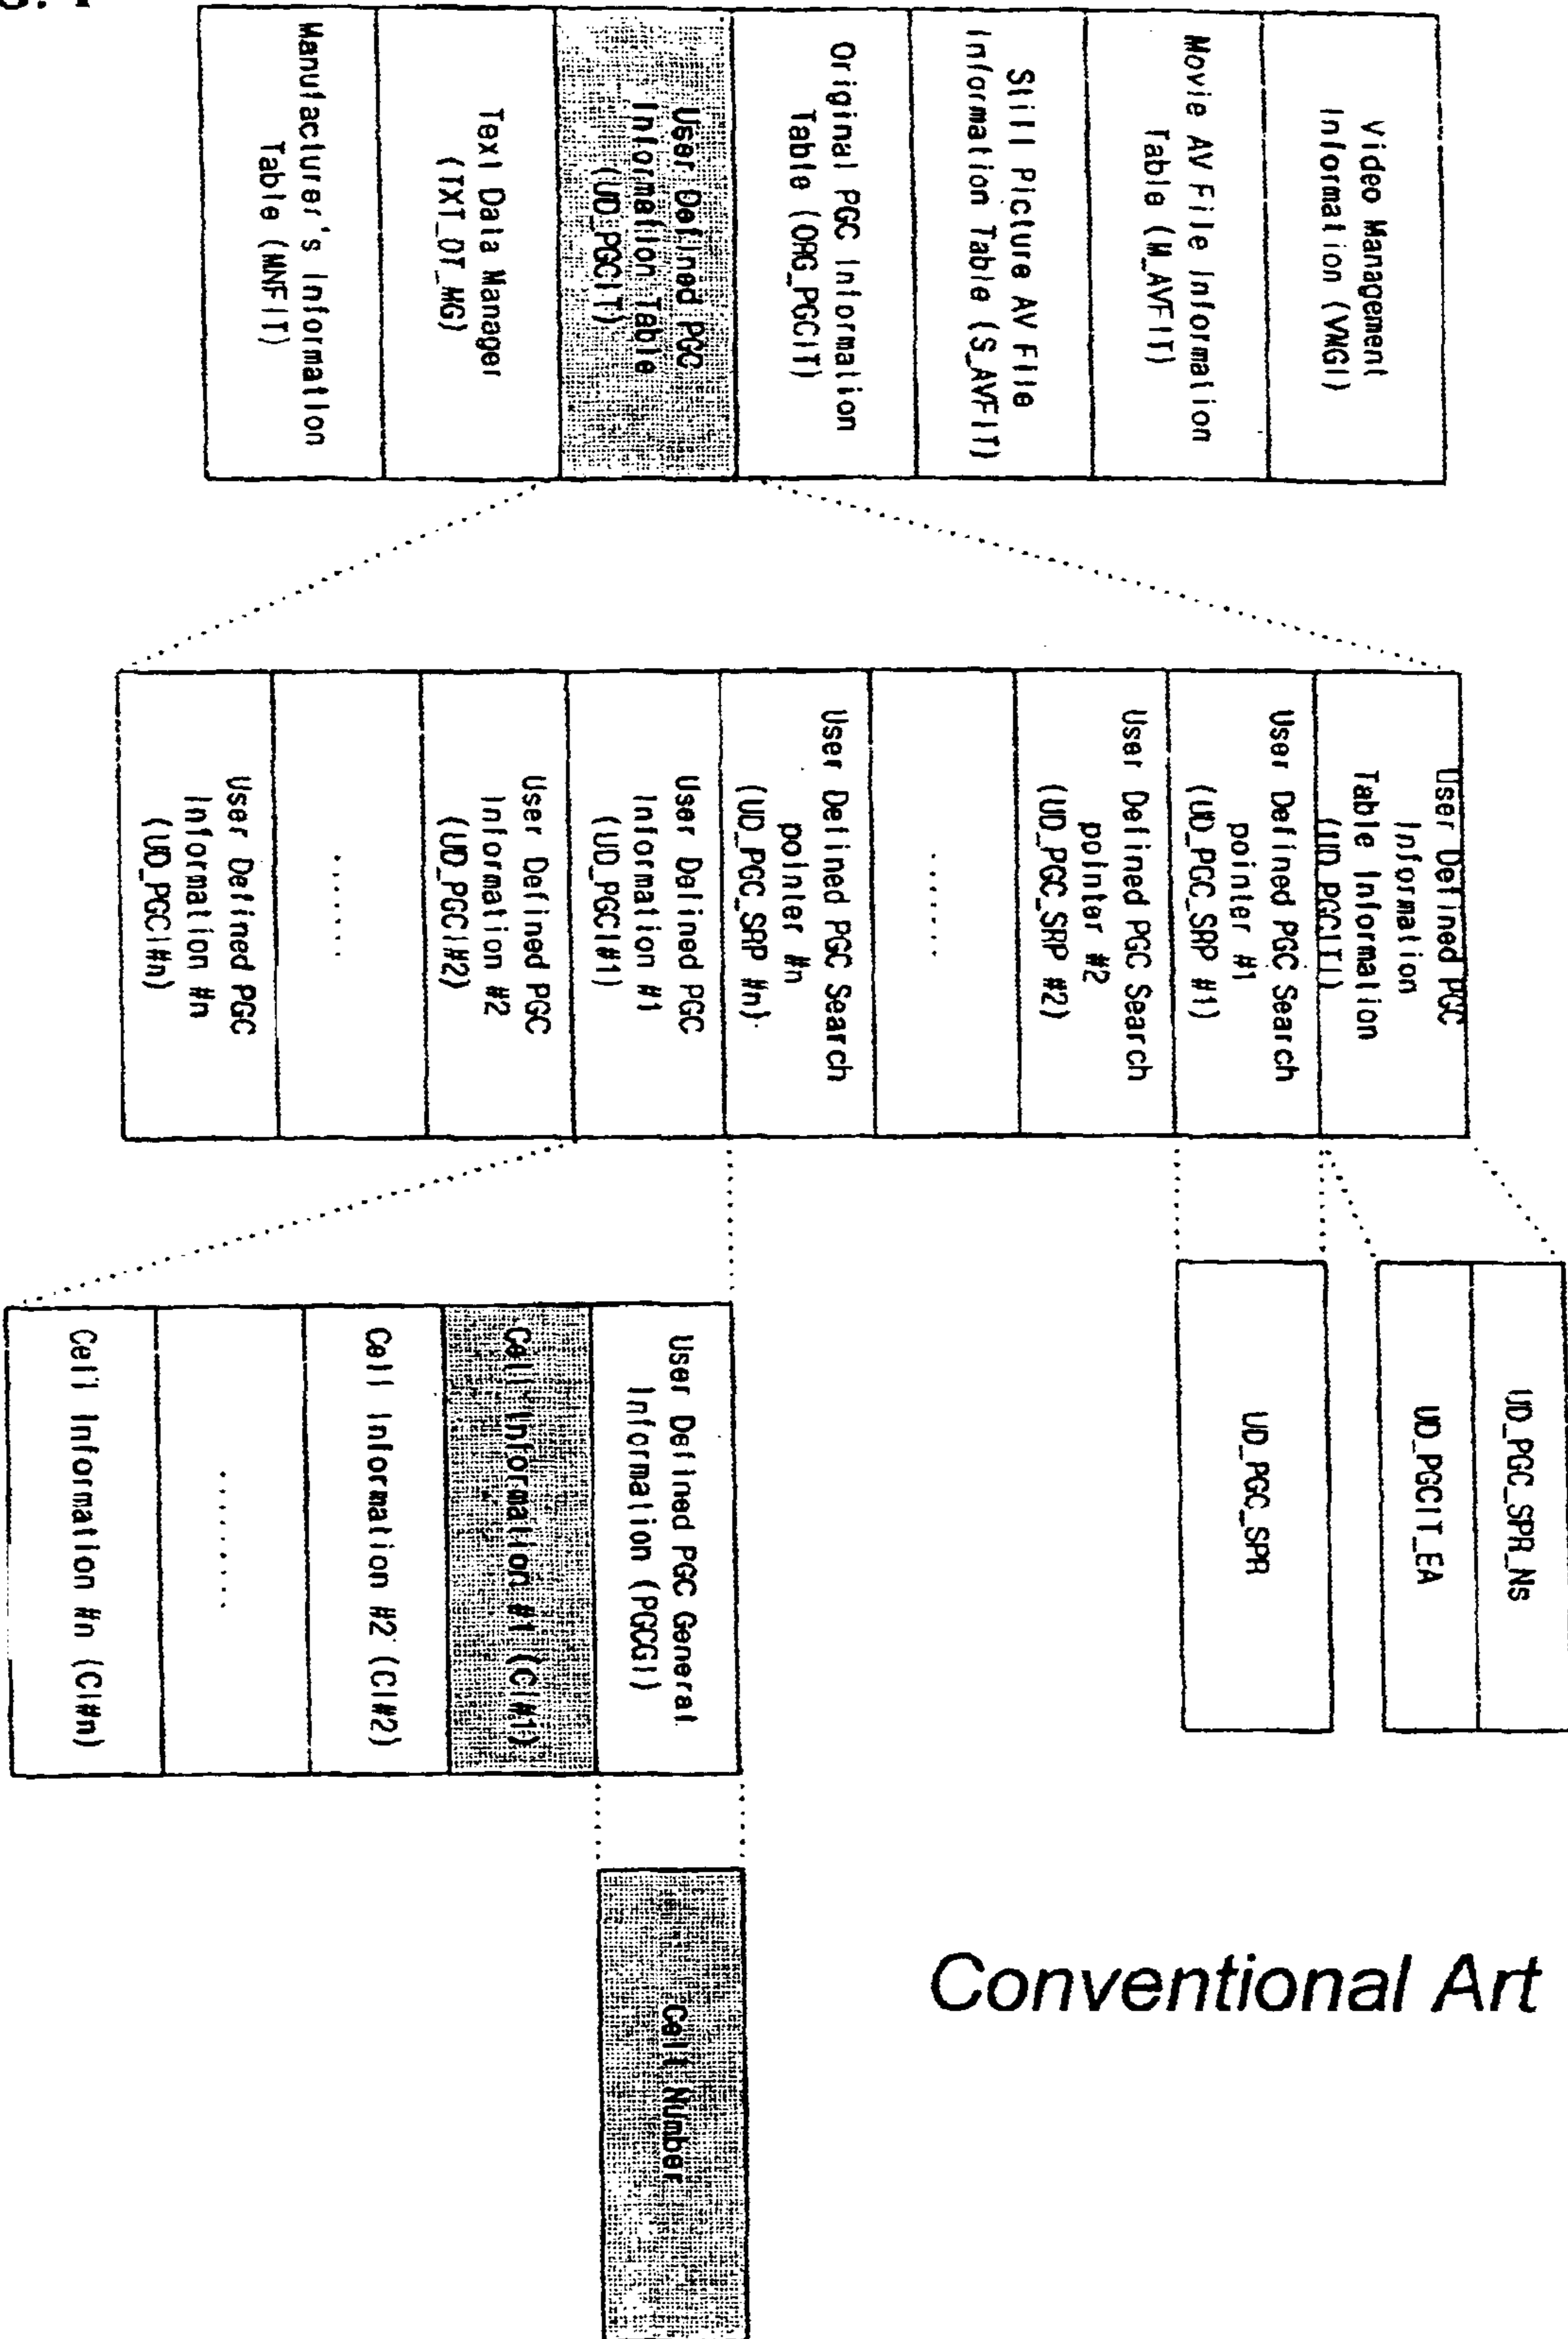 Video Management
Information (VMGI)
Movie AV File Information
Table (M_AVFIT)
Still Picture AV File
Information Table (S_AVFIT)
Original PGC Information
Table (ORG_PGCIT)
User Defined PGC
Information Table
(UD_PGCIT)
Text Data Manager
(TXT_DT_MG)
Manufacturer's Information
Table (MNFIT)
User Defined PGC
Information
Table Information
(UD_PGCITI)
User Defined PGC Search
pointer #1
(UD_PGC_SRP #1)
User Defined PGC Search
pointer #2
(UD_PGC_SRP #2)
......
User Defined PGC Search
pointer #n
(UD_PGC_SRP #n)
User Defined PGC
Information #1
(UD_PGCI#1)
User Defined PGC
Information #2
(UD_PGCI#2)
......
User Defined PGC
Information #n
(UD_PGCI#n)
UD_PGC_SPR_Ns
UD_PGCIT_EA
UD_PGC_SPR
User Defined PGC General
Information (PGCGI)
Cell Information #1 (CI#1)
Cell Information #2 (CI#2)
........
Cell Information #n (CI#n)
Cell Number
Conventional Art